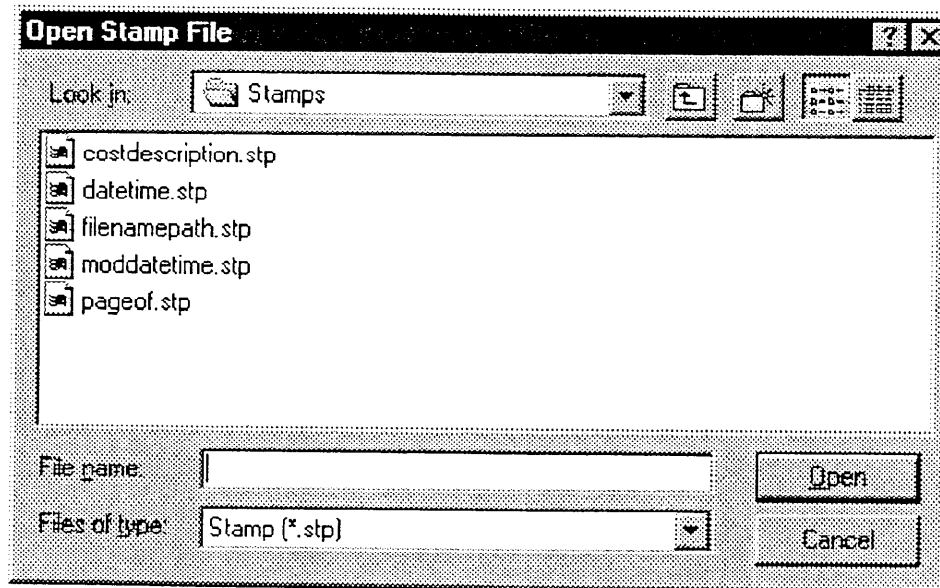 Open Stamp File
Look in: Stamps
costdescription.stp
datetime.stp
filenamepath.stp
moddatetime.stp
pageof.stp
File name:
Open
Files of type: Stamp (*.stp)
Cancel